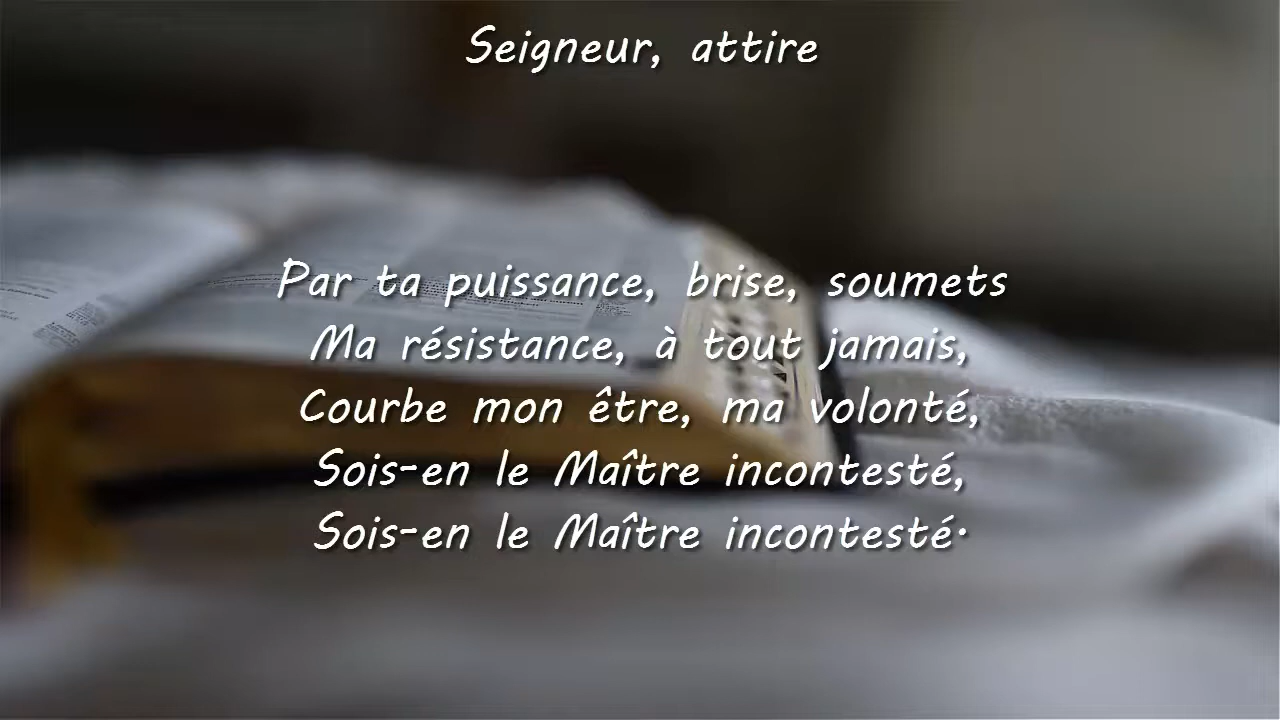 Seigneur, attire
Par ta puissance, brise, soumets
Ma résistance, à tout jamais,
Courbe mon être, ma volonté,
Sois-en le Maître incontesté,
Sois-en le Maître incontesté.